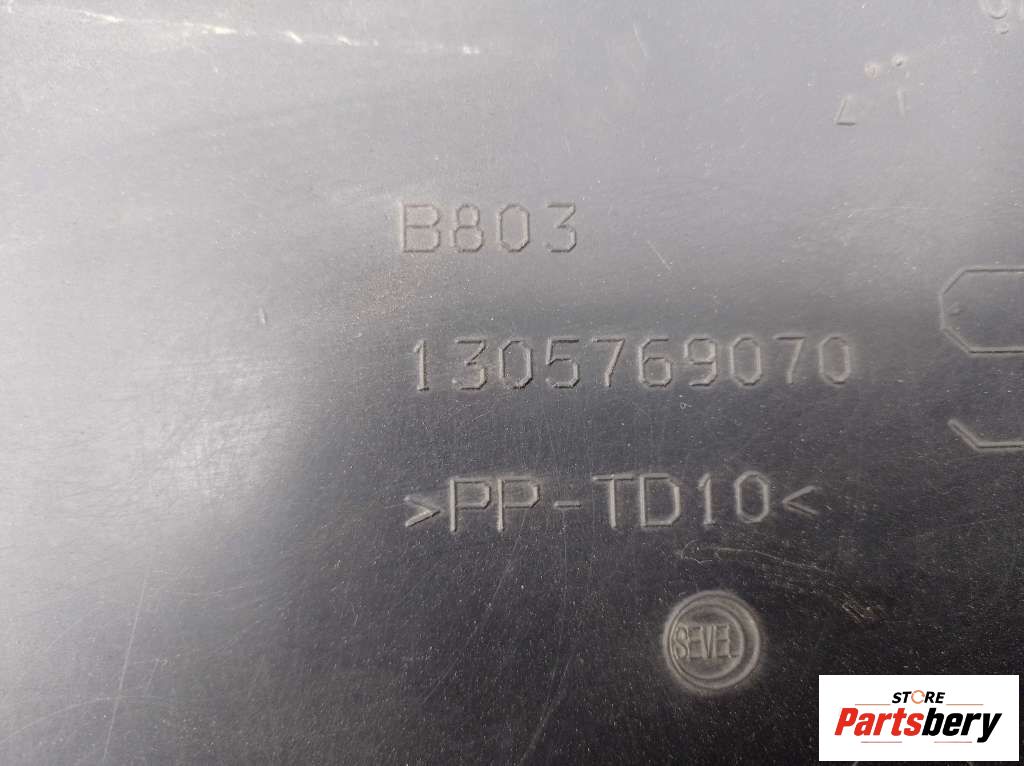 B803
1305769070
>PP-TD10<
SEVEL
STORE
Partsbery